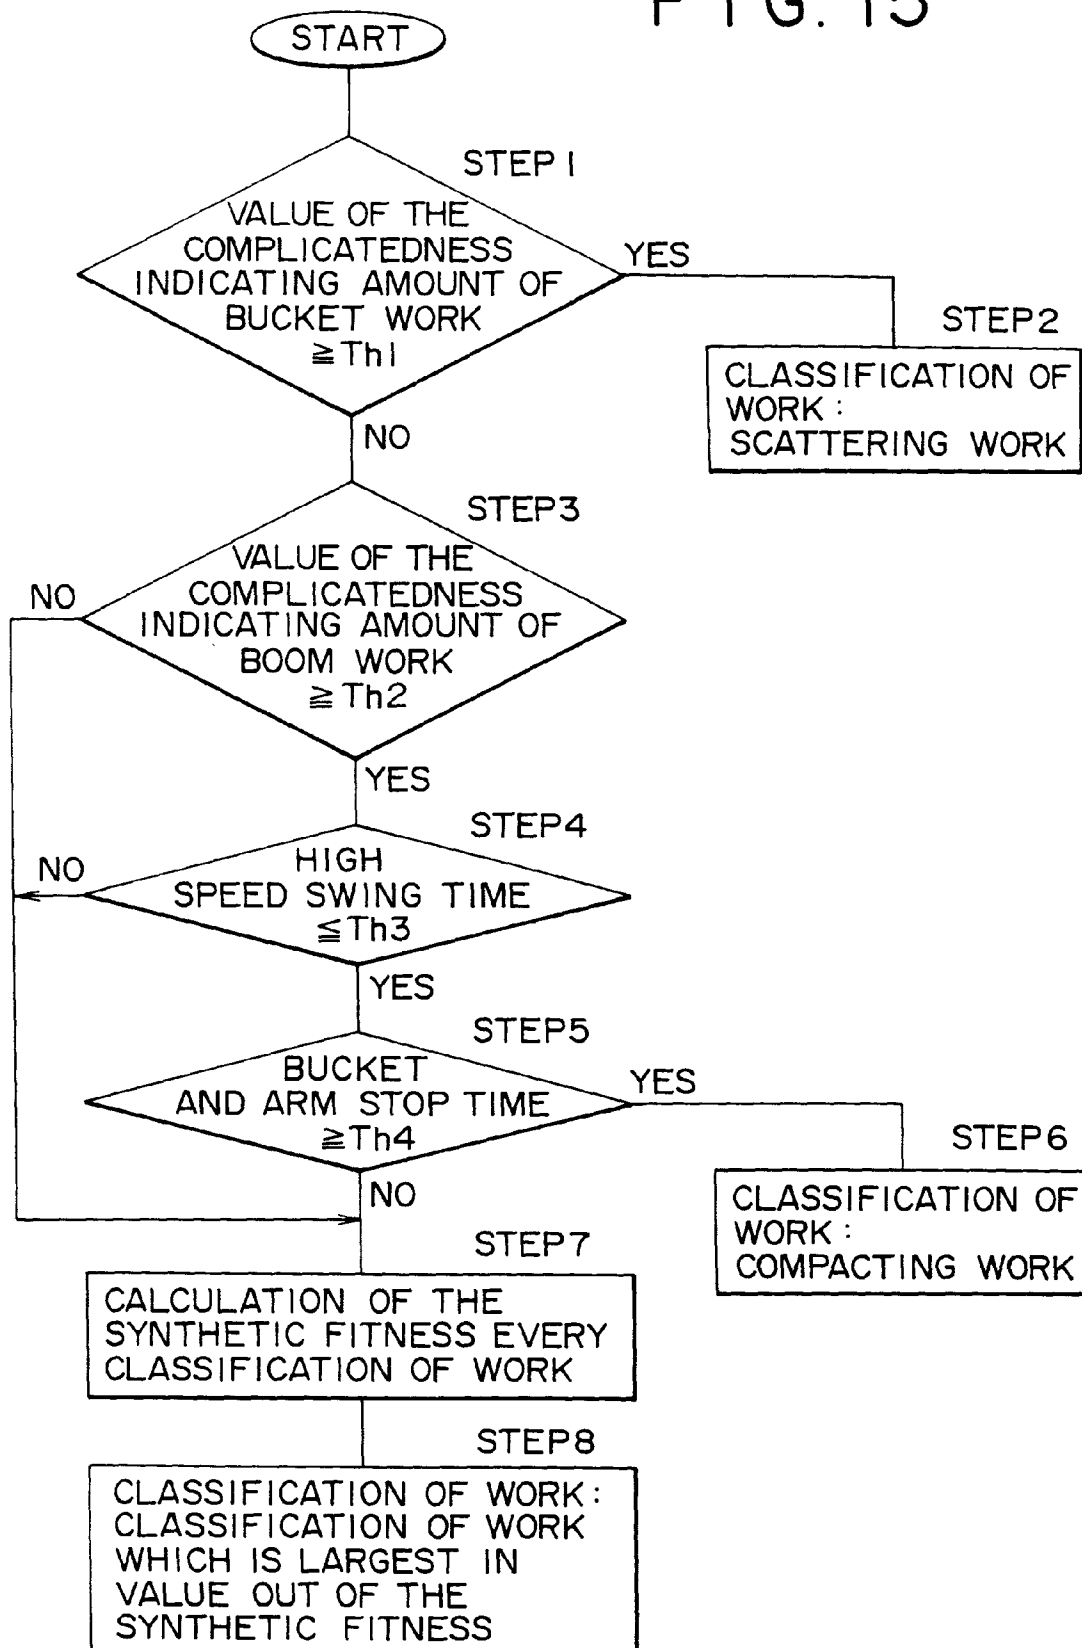 FIG. 15
START
STEP1
VALUE OF THE
COMPLICATEDNESS
INDICATING AMOUNT OF
BUCKET WORK
≧Th1
YES
NO
STEP2
CLASSIFICATION OF
WORK:
SCATTERING WORK
STEP3
VALUE OF THE
COMPLICATEDNESS
INDICATING AMOUNT OF
BOOM WORK
≧Th2
NO
YES
STEP4
HIGH
SPEED SWING TIME
≦Th3
NO
YES
STEP5
BUCKET
AND ARM STOP TIME
≧Th4
YES
NO
STEP6
CLASSIFICATION OF
WORK:
COMPACTING WORK
STEP7
CALCULATION OF THE
SYNTHETIC FITNESS EVERY
CLASSIFICATION OF WORK
STEP8
CLASSIFICATION OF WORK:
CLASSIFICATION OF WORK
WHICH IS LARGEST IN
VALUE OUT OF THE
SYNTHETIC FITNESS